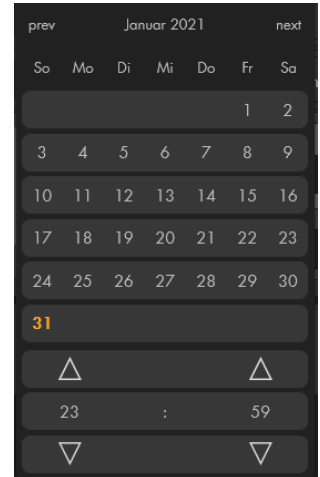 prev Januar 2021 next
So Mo Di Mi Do Fr Sa
1 2
3 4 5 6 7 8 9
10 11 12 13 14 15 16
17 18 19 20 21 22 23
24 25 26 27 28 29 30
31
23 : 59